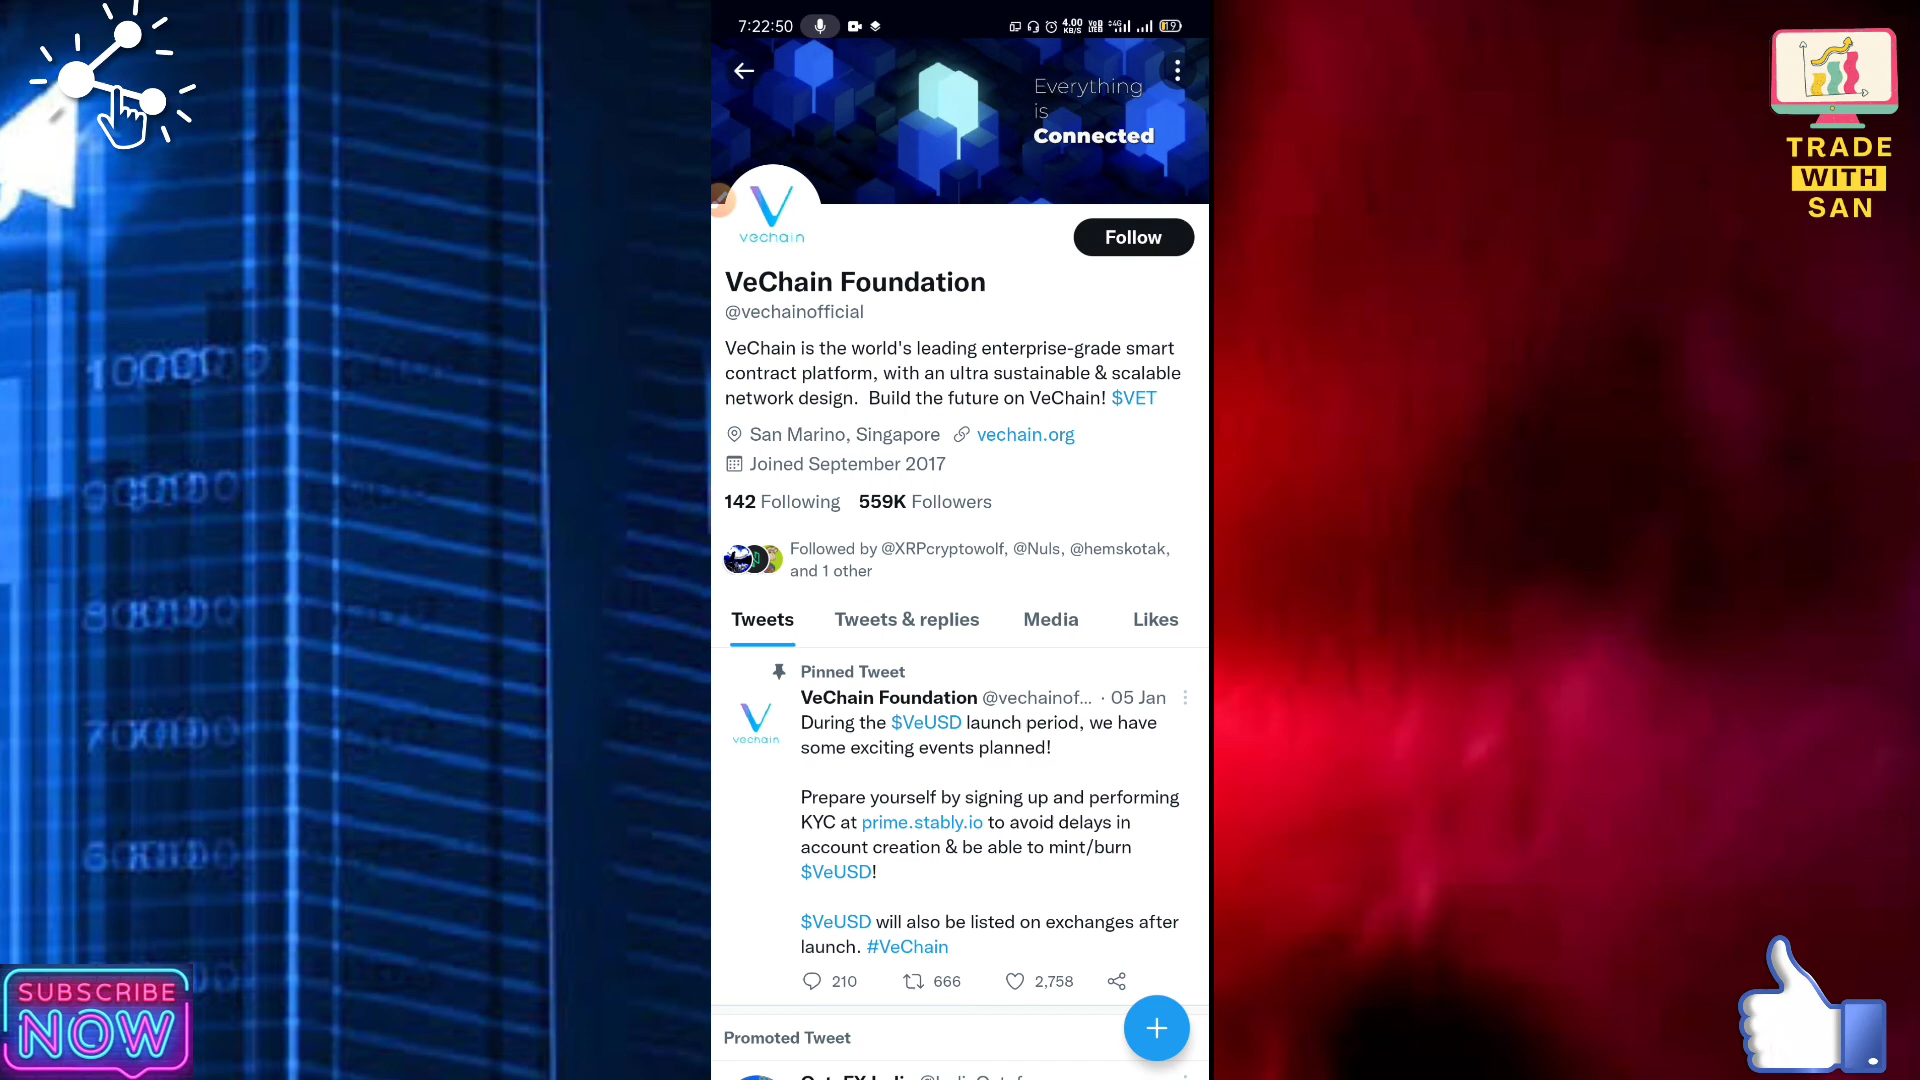 7:22:50
4.00
KB/S
4G
19
Everything
is
Connected
vechain
Follow
VeChain Foundation
@vechainofficial
VeChain is the world's leading enterprise-grade smart
contract platform, with an ultra sustainable & scalable
network design. Build the future on VeChain! $VET
San Marino, Singapore vechain.org
Joined September 2017
142 Following 559K Followers
Followed by @XRPcryptowolf, @Nuls, @hemskotak,
and 1 other
Tweets Tweets & replies Media Likes
Pinned Tweet
VeChain Foundation @vechainof... · 05 Jan
vechain
During the $VeUSD launch period, we have
some exciting events planned!
Prepare yourself by signing up and performing
KYC at prime.stably.io to avoid delays in
account creation & be able to mint/burn
$VeUSD!
$VeUSD will also be listed on exchanges after
launch. #VeChain
210 666 2,758
Promoted Tweet
TRADE
WITH
SAN
SUBSCRIBE
NOW